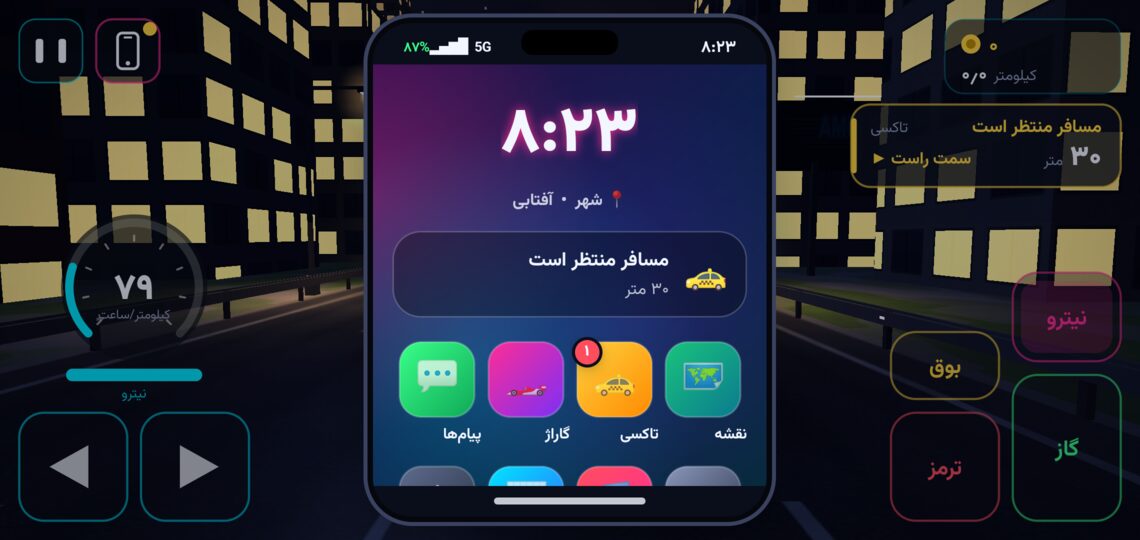 ۸:۲۳
5G ۸۷%
۸:۲۳
📍 شهر • آفتابی
مسافر منتظر است
۳۰ متر
۱
نقشه
تاکسی
گاراژ
پیام‌ها
۰
۰٫۰ کیلومتر
مسافر منتظر است
تاکسی
۳۰ متر
سمت راست ▶
۷۹
کیلومتر/ساعت
نیترو
نیترو
بوق
گاز
ترمز